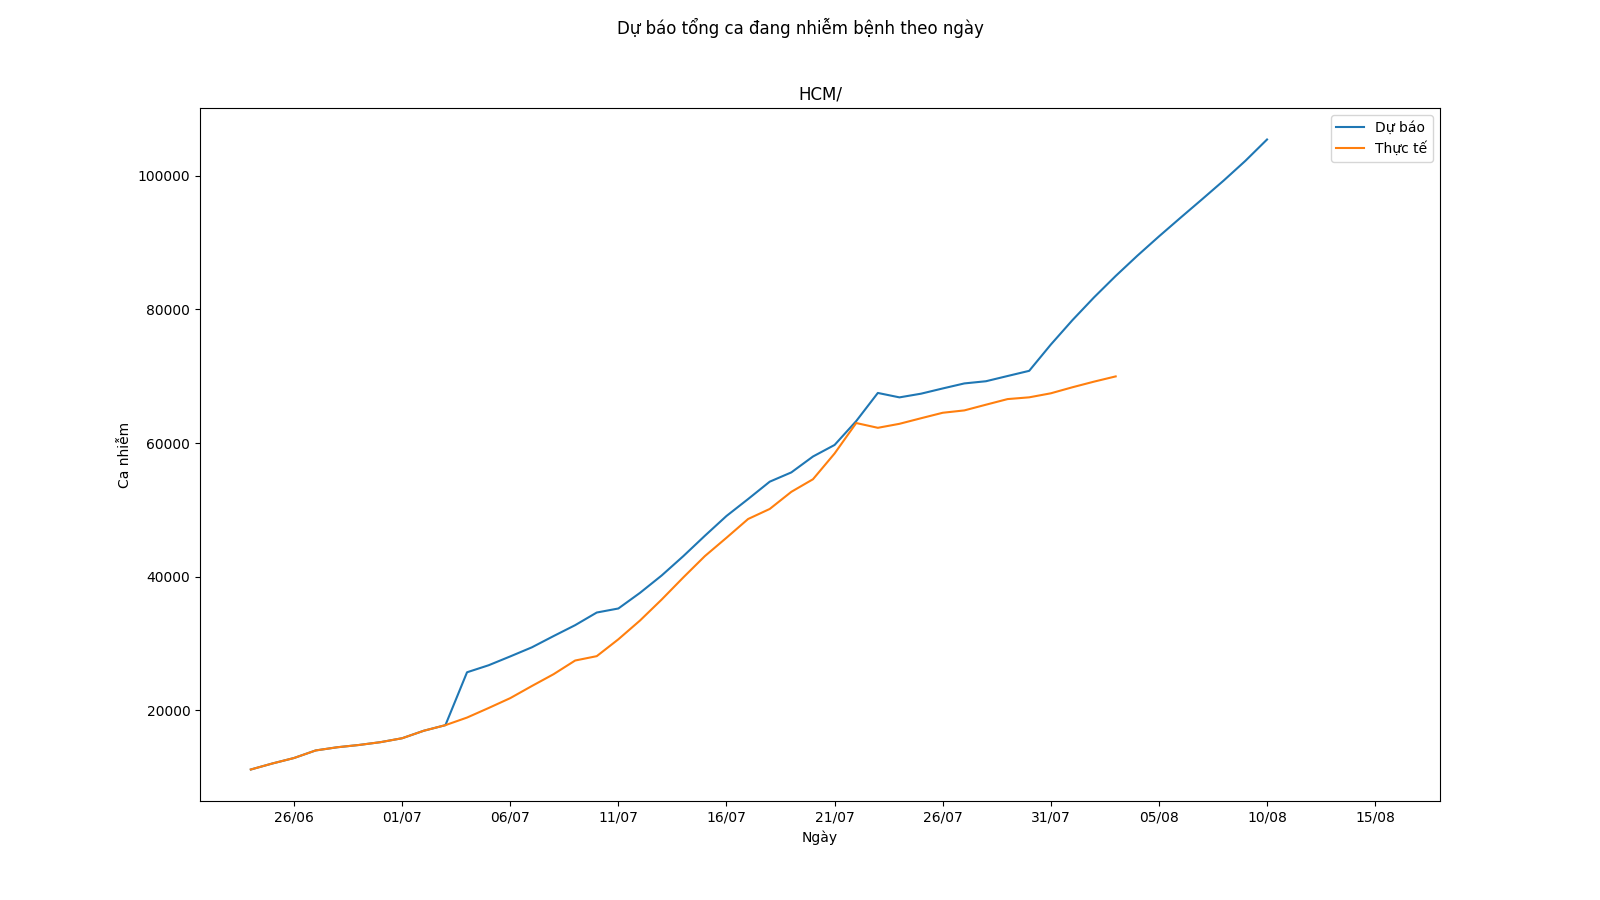 Dự báo tổng ca đang nhiễm bệnh theo ngày
HCM/
Dự báo
Thực tế
100000
80000
60000
40000
20000
Ca nhiễm
26/06 01/07 06/07 11/07 16/07 21/07 26/07 31/07 05/08 10/08 15/08
Ngày